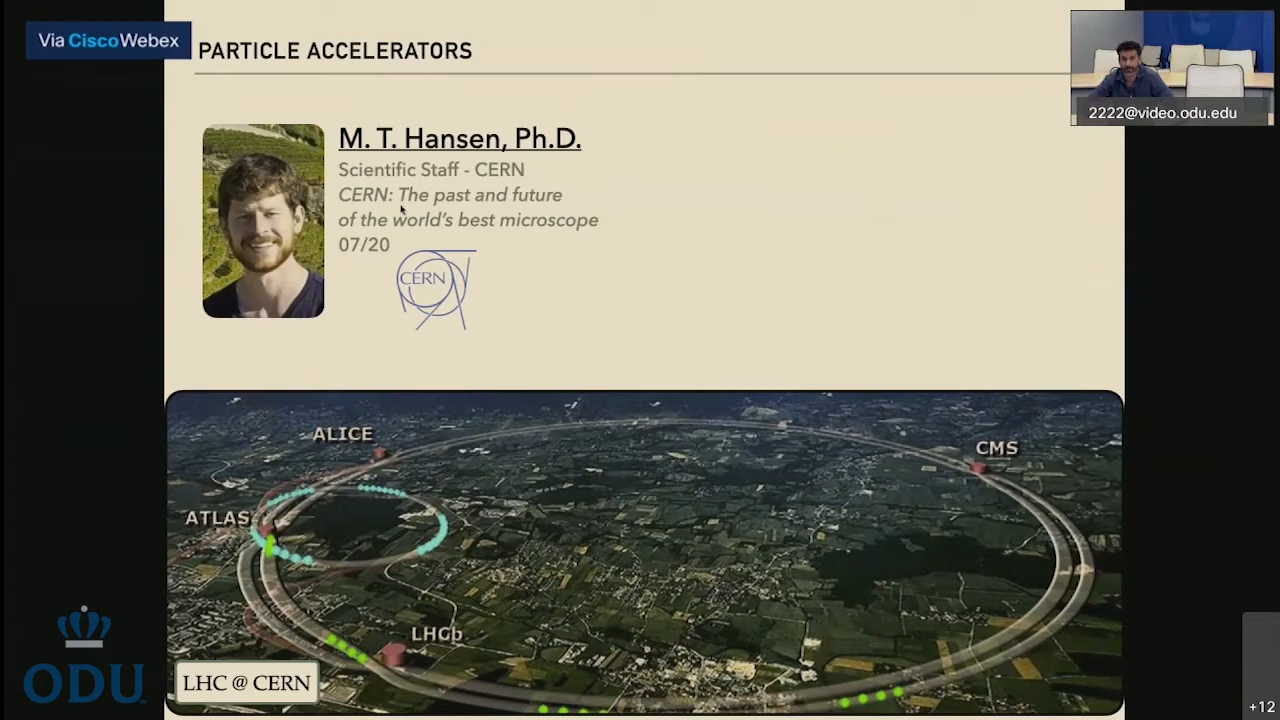 Via CiscoWebex
PARTICLE ACCELERATORS
2222@video.odu.edu
M. T. Hansen, Ph.D.
Scientific Staff - CERN
CERN: The past and future
of the world's best microscope
07/20
CERN
ALICE
CMS
ATLAS
LHCb
ODU
LHC @ CERN
+12